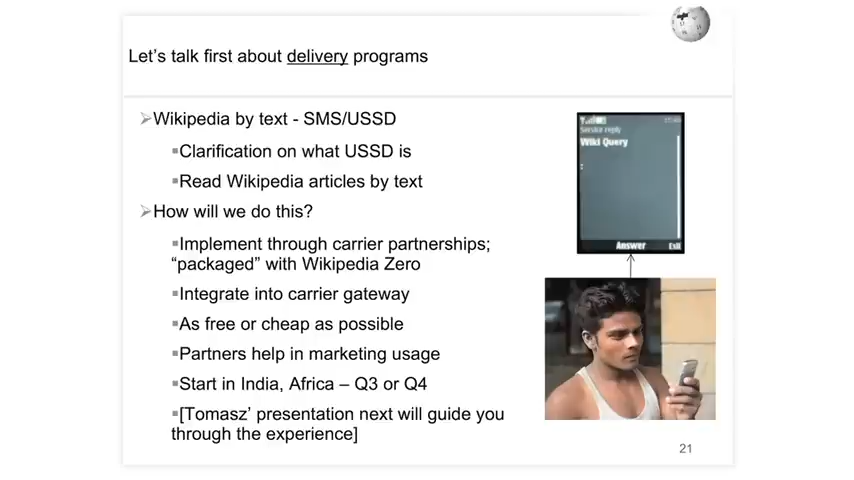 Let's talk first about delivery programs
➢Wikipedia by text - SMS/USSD
▪Clarification on what USSD is
▪Read Wikipedia articles by text
➢How will we do this?
▪Implement through carrier partnerships;
“packaged” with Wikipedia Zero
▪Integrate into carrier gateway
▪As free or cheap as possible
▪Partners help in marketing usage
▪Start in India, Africa – Q3 or Q4
▪[Tomasz’ presentation next will guide you
through the experience]
Service reply
Wiki Query
:
Answer Exit
21